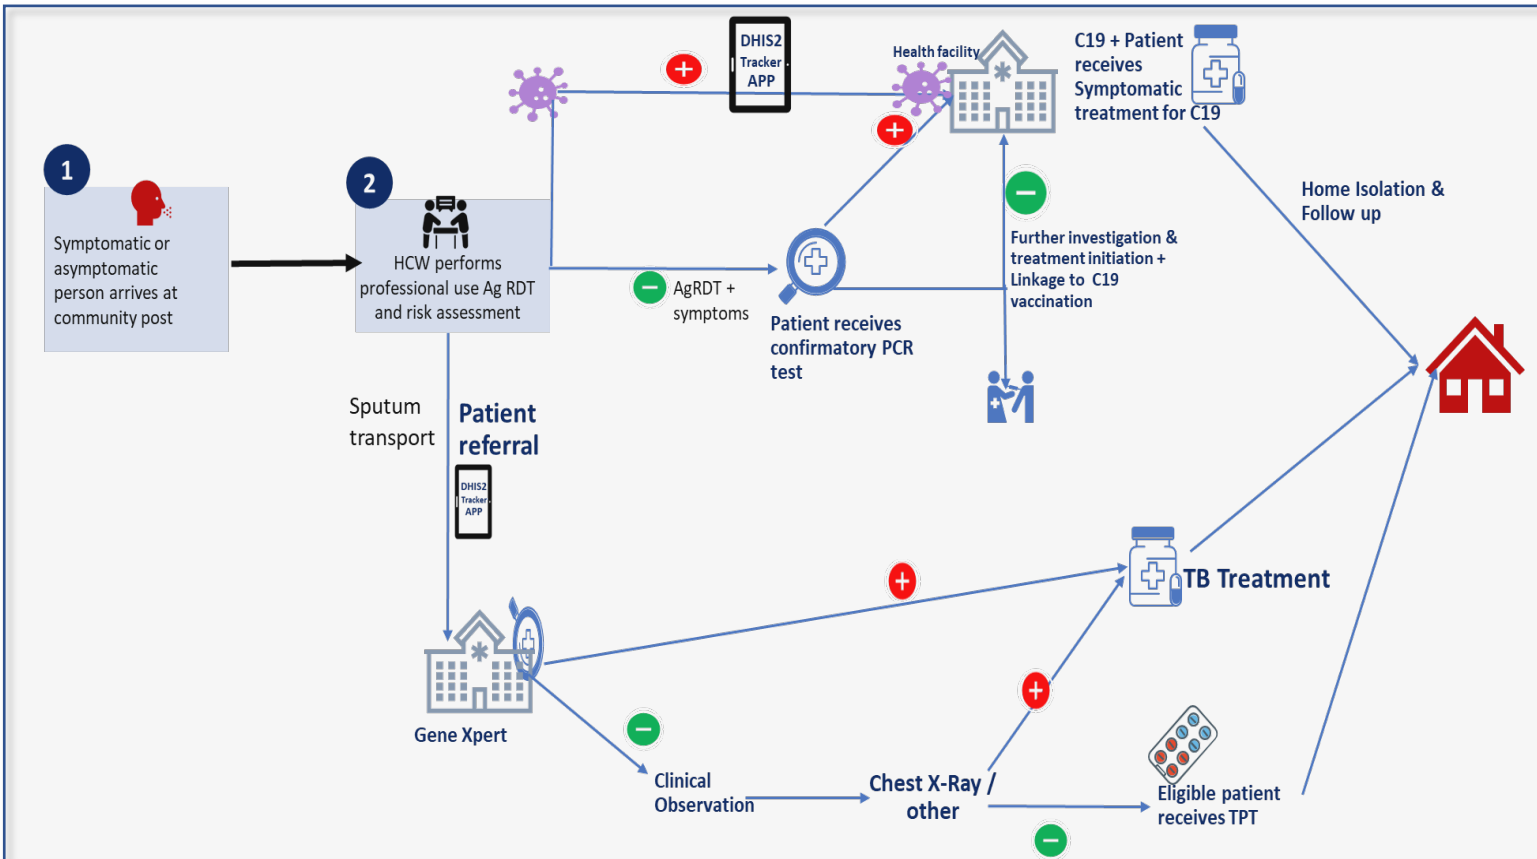 1
Symptomatic or
asymptomatic
person arrives at
community post
2
HCW performs
professional use Ag RDT
and risk assessment
DHIS2
Tracker
APP
Health facility
C19 + Patient
receives
Symptomatic
treatment for C19
AgRDT +
symptoms
Patient receives
confirmatory PCR
test
Further investigation &
treatment initiation +
Linkage to C19
vaccination
Home Isolation &
Follow up
Sputum
transport
Patient
referral
DHIS2
Tracker
APP
Gene Xpert
TB Treatment
Clinical
Observation
Chest X-Ray /
other
Eligible patient
receives TPT